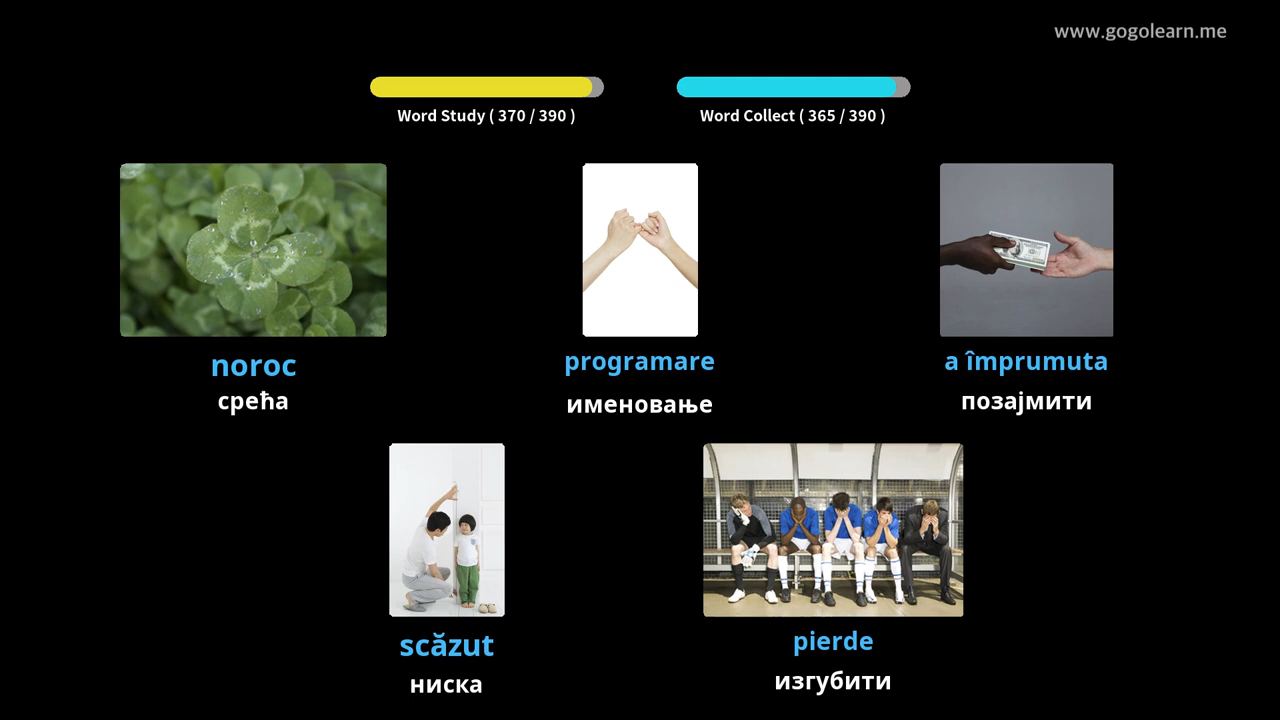 www.gogolearn.me
Word Study ( 370 / 390 )
Word Collect ( 365 / 390 )
noroc
срећа
programare
именовање
a împrumuta
позајмити
scăzut
ниска
pierde
изгубити